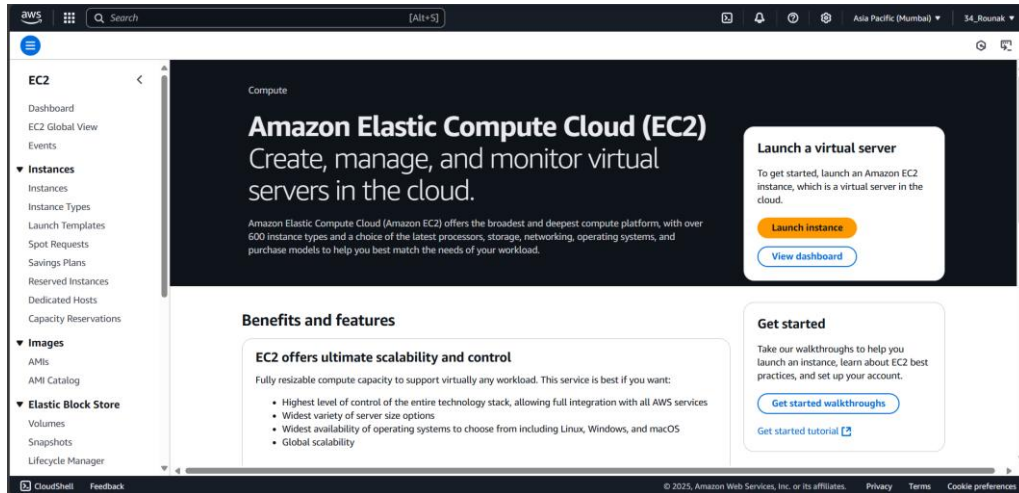 aws
Search [Alt+S]
Asia Pacific (Mumbai)
34_Rounak
EC2
Dashboard
EC2 Global View
Events
Instances
Instances
Instance Types
Launch Templates
Spot Requests
Savings Plans
Reserved Instances
Dedicated Hosts
Capacity Reservations
Images
AMIs
AMI Catalog
Elastic Block Store
Volumes
Snapshots
Lifecycle Manager
Compute
Amazon Elastic Compute Cloud (EC2)
Create, manage, and monitor virtual
servers in the cloud.
Amazon Elastic Compute Cloud (Amazon EC2) offers the broadest and deepest compute platform, with over
600 instance types and a choice of the latest processors, storage, networking, operating systems, and
purchase models to help you best match the needs of your workload.
Launch a virtual server
To get started, launch an Amazon EC2
instance, which is a virtual server in the
cloud.
Launch instance
View dashboard
Benefits and features
EC2 offers ultimate scalability and control
Fully resizable compute capacity to support virtually any workload. This service is best if you want:
• Highest level of control of the entire technology stack, allowing full integration with all AWS services
• Widest variety of server size options
• Widest availability of operating systems to choose from including Linux, Windows, and macOS
• Global scalability
Get started
Take our walkthroughs to help you
launch an instance, learn about EC2 best
practices, and set up your account.
Get started walkthroughs
Get started tutorial
CloudShell Feedback
© 2025, Amazon Web Services, Inc. or its affiliates. Privacy Terms Cookie preferences